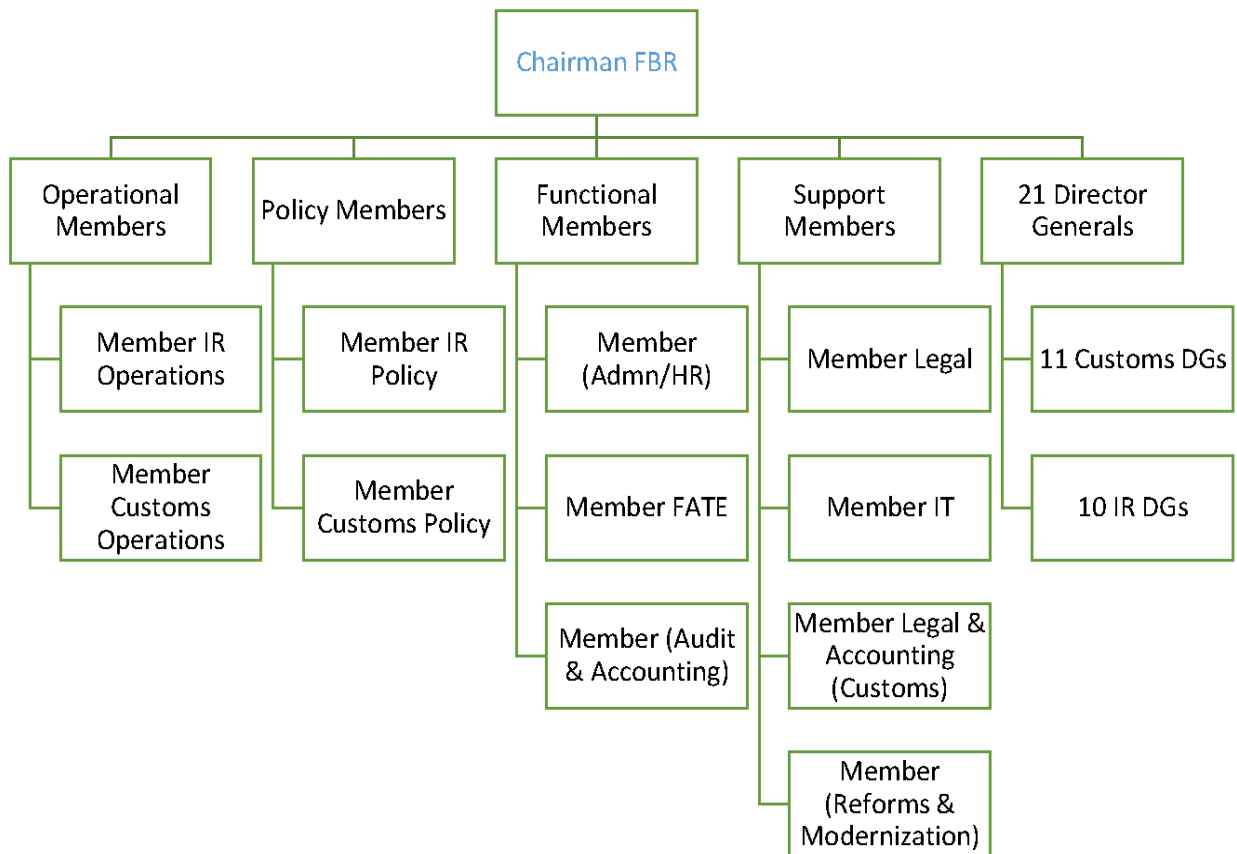 Chairman FBR
Operational
Members
Policy Members
Functional
Members
Support
Members
21 Director
Generals
Member IR
Operations
Member IR
Policy
Member
(Admn/HR)
Member Legal
11 Customs DGs
Member
Customs
Operations
Member
Customs Policy
Member FATE
Member IT
10 IR DGs
Member (Audit
& Accounting)
Member Legal &
Accounting
(Customs)
Member
(Reforms &
Modernization)